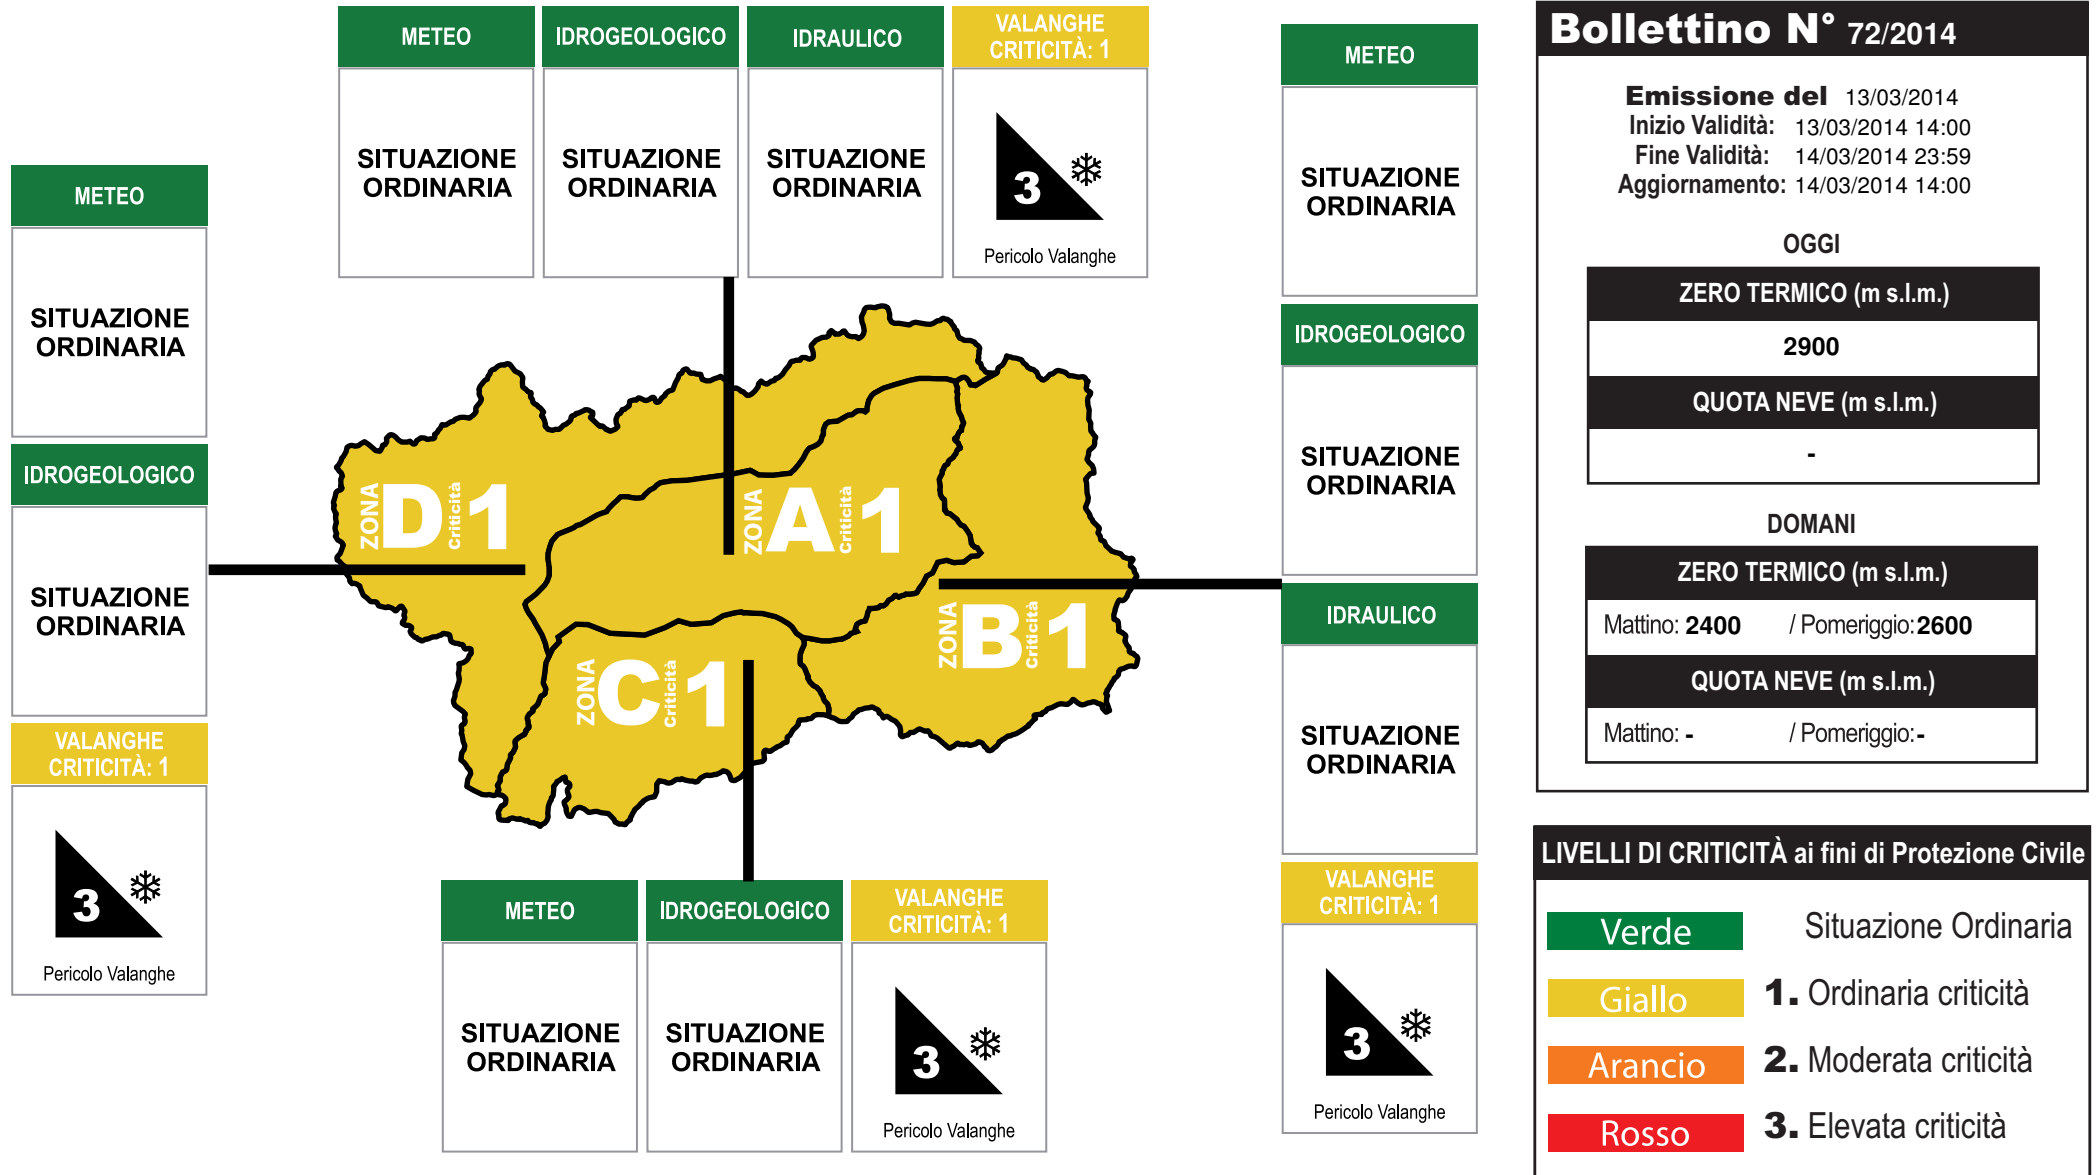 METEO
IDROGEOLOGICO
IDRAULICO
VALANGHE
CRITICITÀ: 1
SITUAZIONE
ORDINARIA
SITUAZIONE
ORDINARIA
SITUAZIONE
ORDINARIA
3
Pericolo Valanghe
METEO
SITUAZIONE
ORDINARIA
IDROGEOLOGICO
SITUAZIONE
ORDINARIA
VALANGHE
CRITICITÀ: 1
3
Pericolo Valanghe
ZONA D Criticità 1
ZONA A Criticità 1
ZONA B Criticità 1
ZONA C Criticità 1
METEO
IDROGEOLOGICO
VALANGHE
CRITICITÀ: 1
SITUAZIONE
ORDINARIA
SITUAZIONE
ORDINARIA
3
Pericolo Valanghe
METEO
SITUAZIONE
ORDINARIA
IDROGEOLOGICO
SITUAZIONE
ORDINARIA
IDRAULICO
SITUAZIONE
ORDINARIA
VALANGHE
CRITICITÀ: 1
3
Pericolo Valanghe
Bollettino N° 72/2014
Emissione del 13/03/2014
Inizio Validità: 13/03/2014 14:00
Fine Validità: 14/03/2014 23:59
Aggiornamento: 14/03/2014 14:00
OGGI
ZERO TERMICO (m s.l.m.)
2900
QUOTA NEVE (m s.l.m.)
-
DOMANI
ZERO TERMICO (m s.l.m.)
Mattino: 2400 / Pomeriggio: 2600
QUOTA NEVE (m s.l.m.)
Mattino: - / Pomeriggio: -
LIVELLI DI CRITICITÀ ai fini di Protezione Civile
Verde Situazione Ordinaria
Giallo 1. Ordinaria criticità
Arancio 2. Moderata criticità
Rosso 3. Elevata criticità